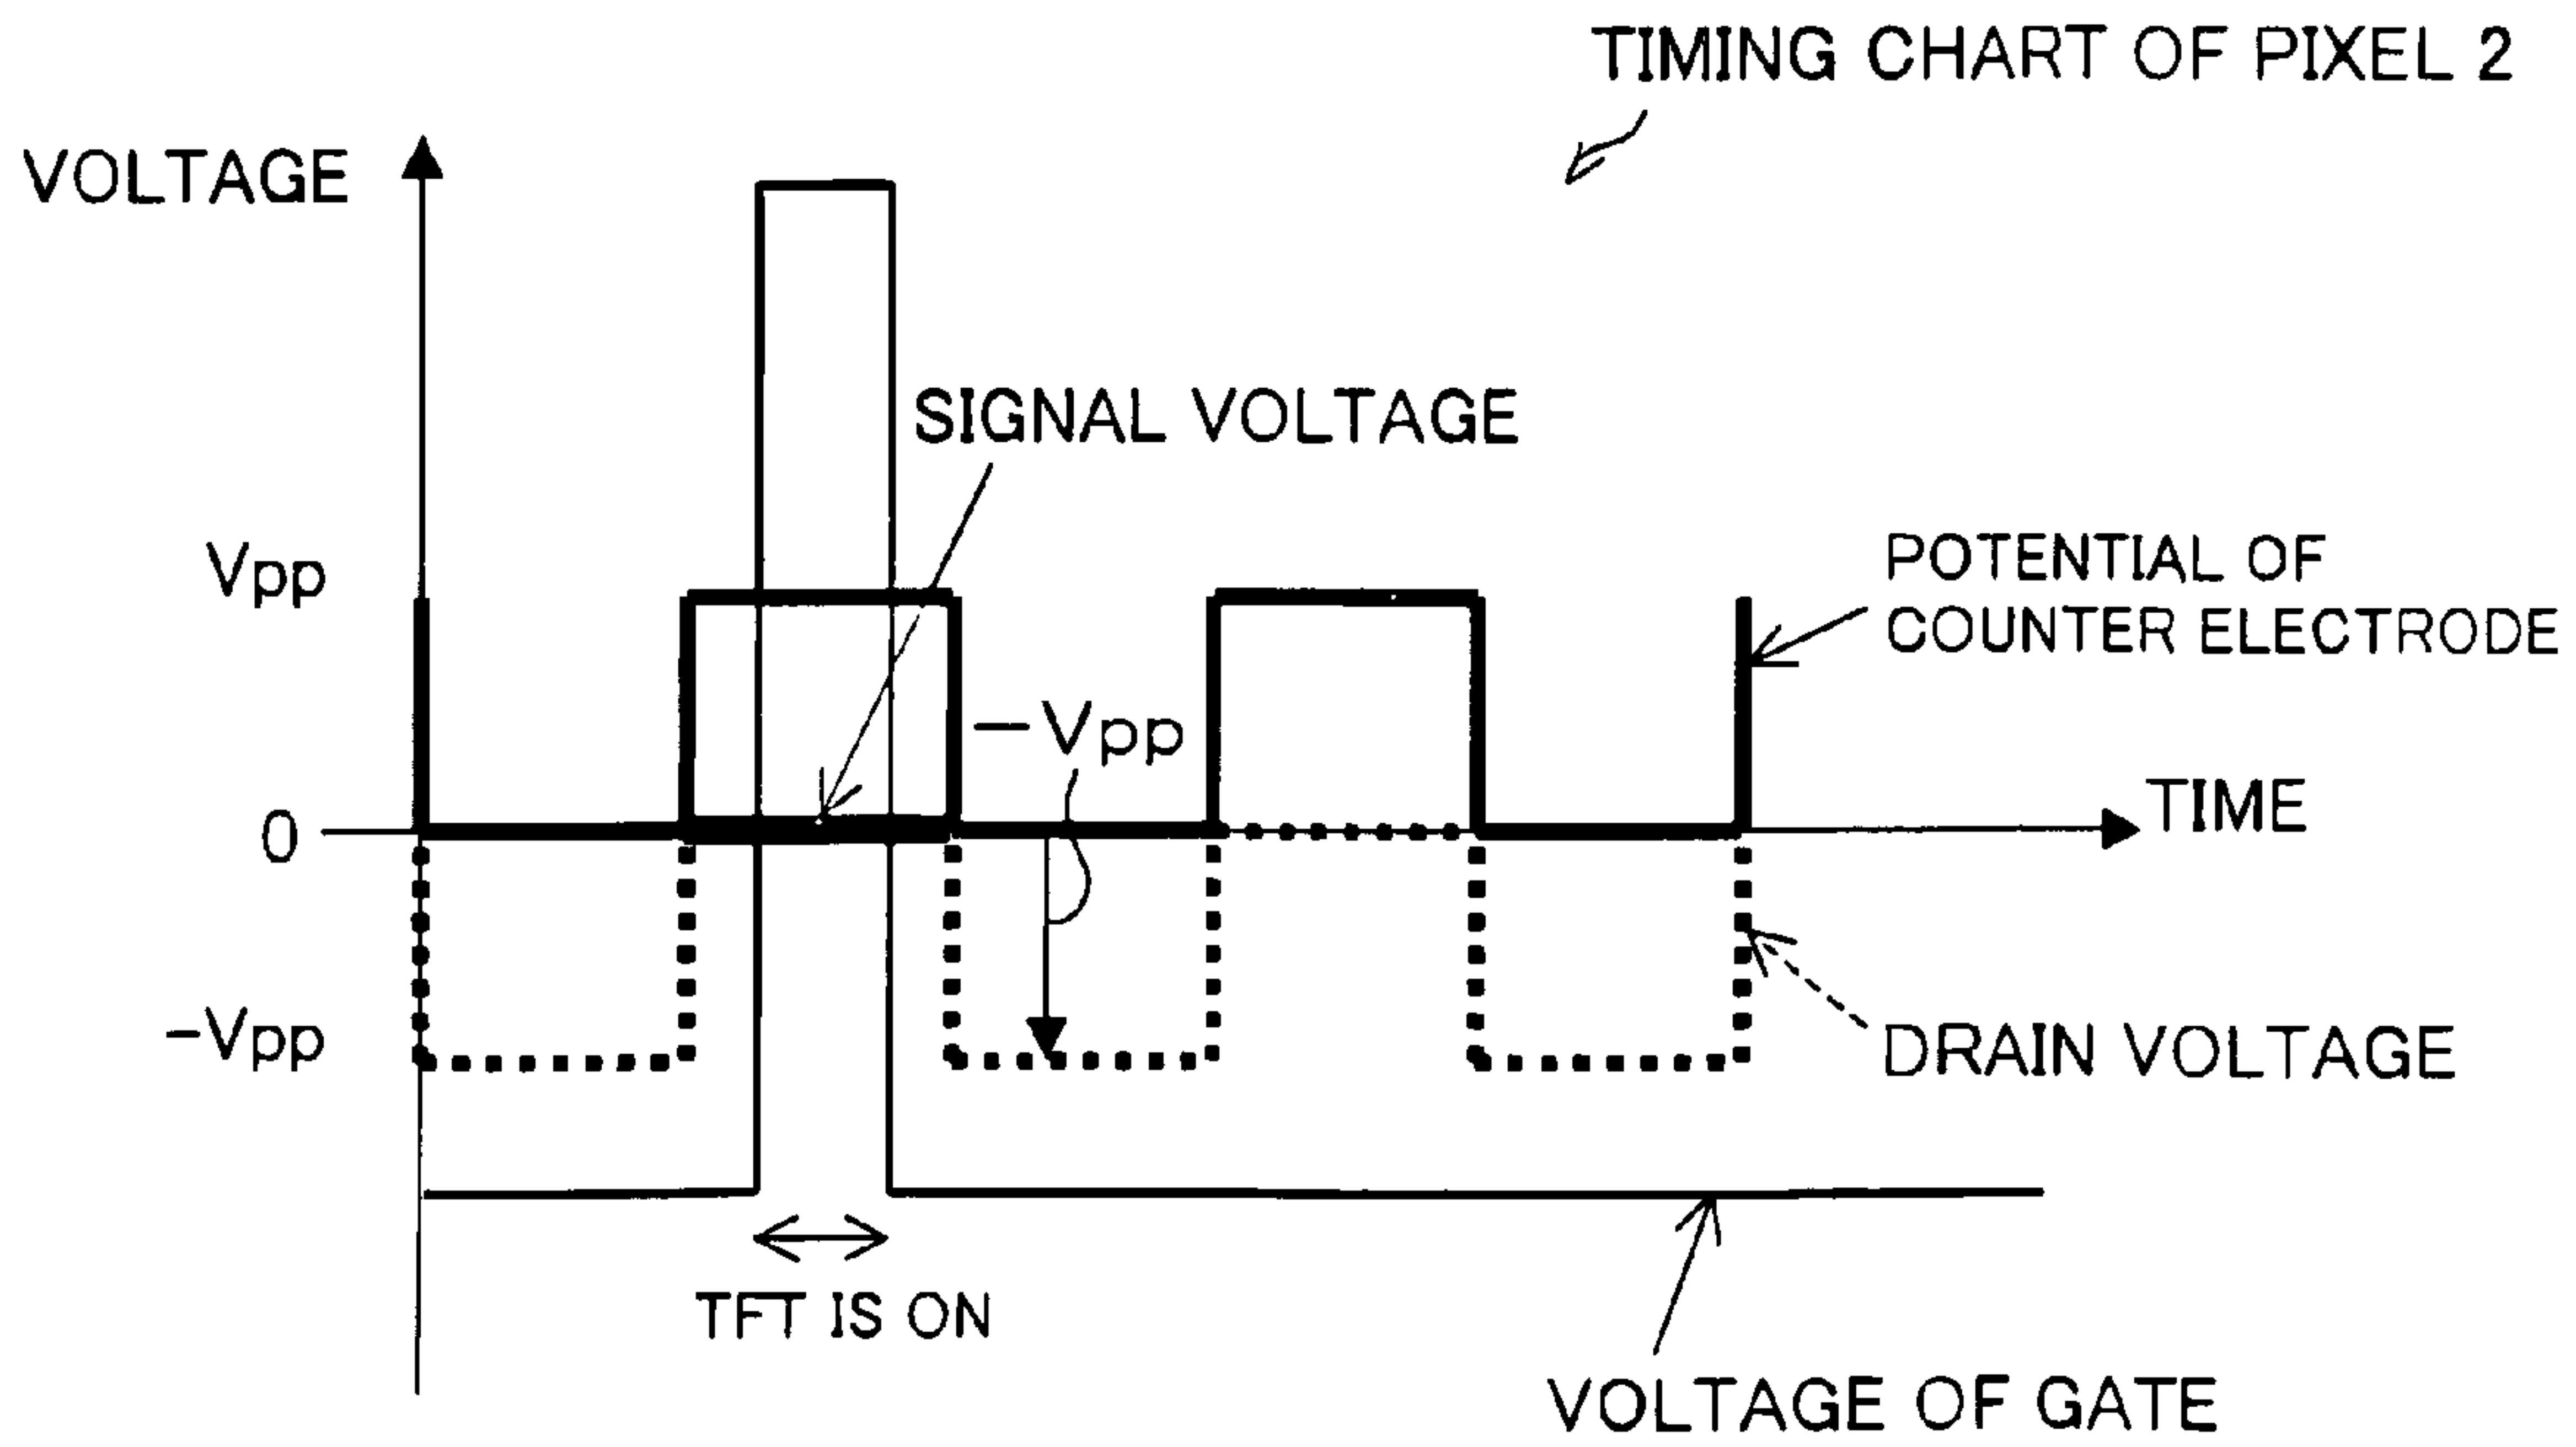 TIMING CHART OF PIXEL 2
VOLTAGE
SIGNAL VOLTAGE
Vpp
POTENTIAL OF
COUNTER ELECTRODE
-Vpp
0
TIME
-Vpp
DRAIN VOLTAGE
TFT IS ON
VOLTAGE OF GATE